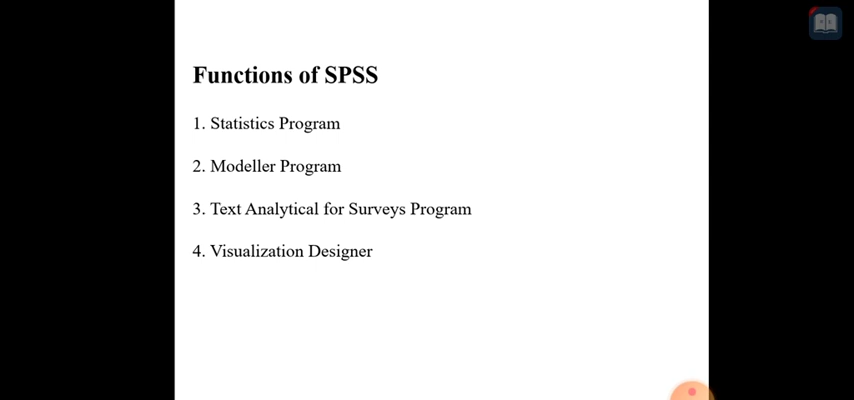 Functions of SPSS
1. Statistics Program
2. Modeller Program
3. Text Analytical for Surveys Program
4. Visualization Designer